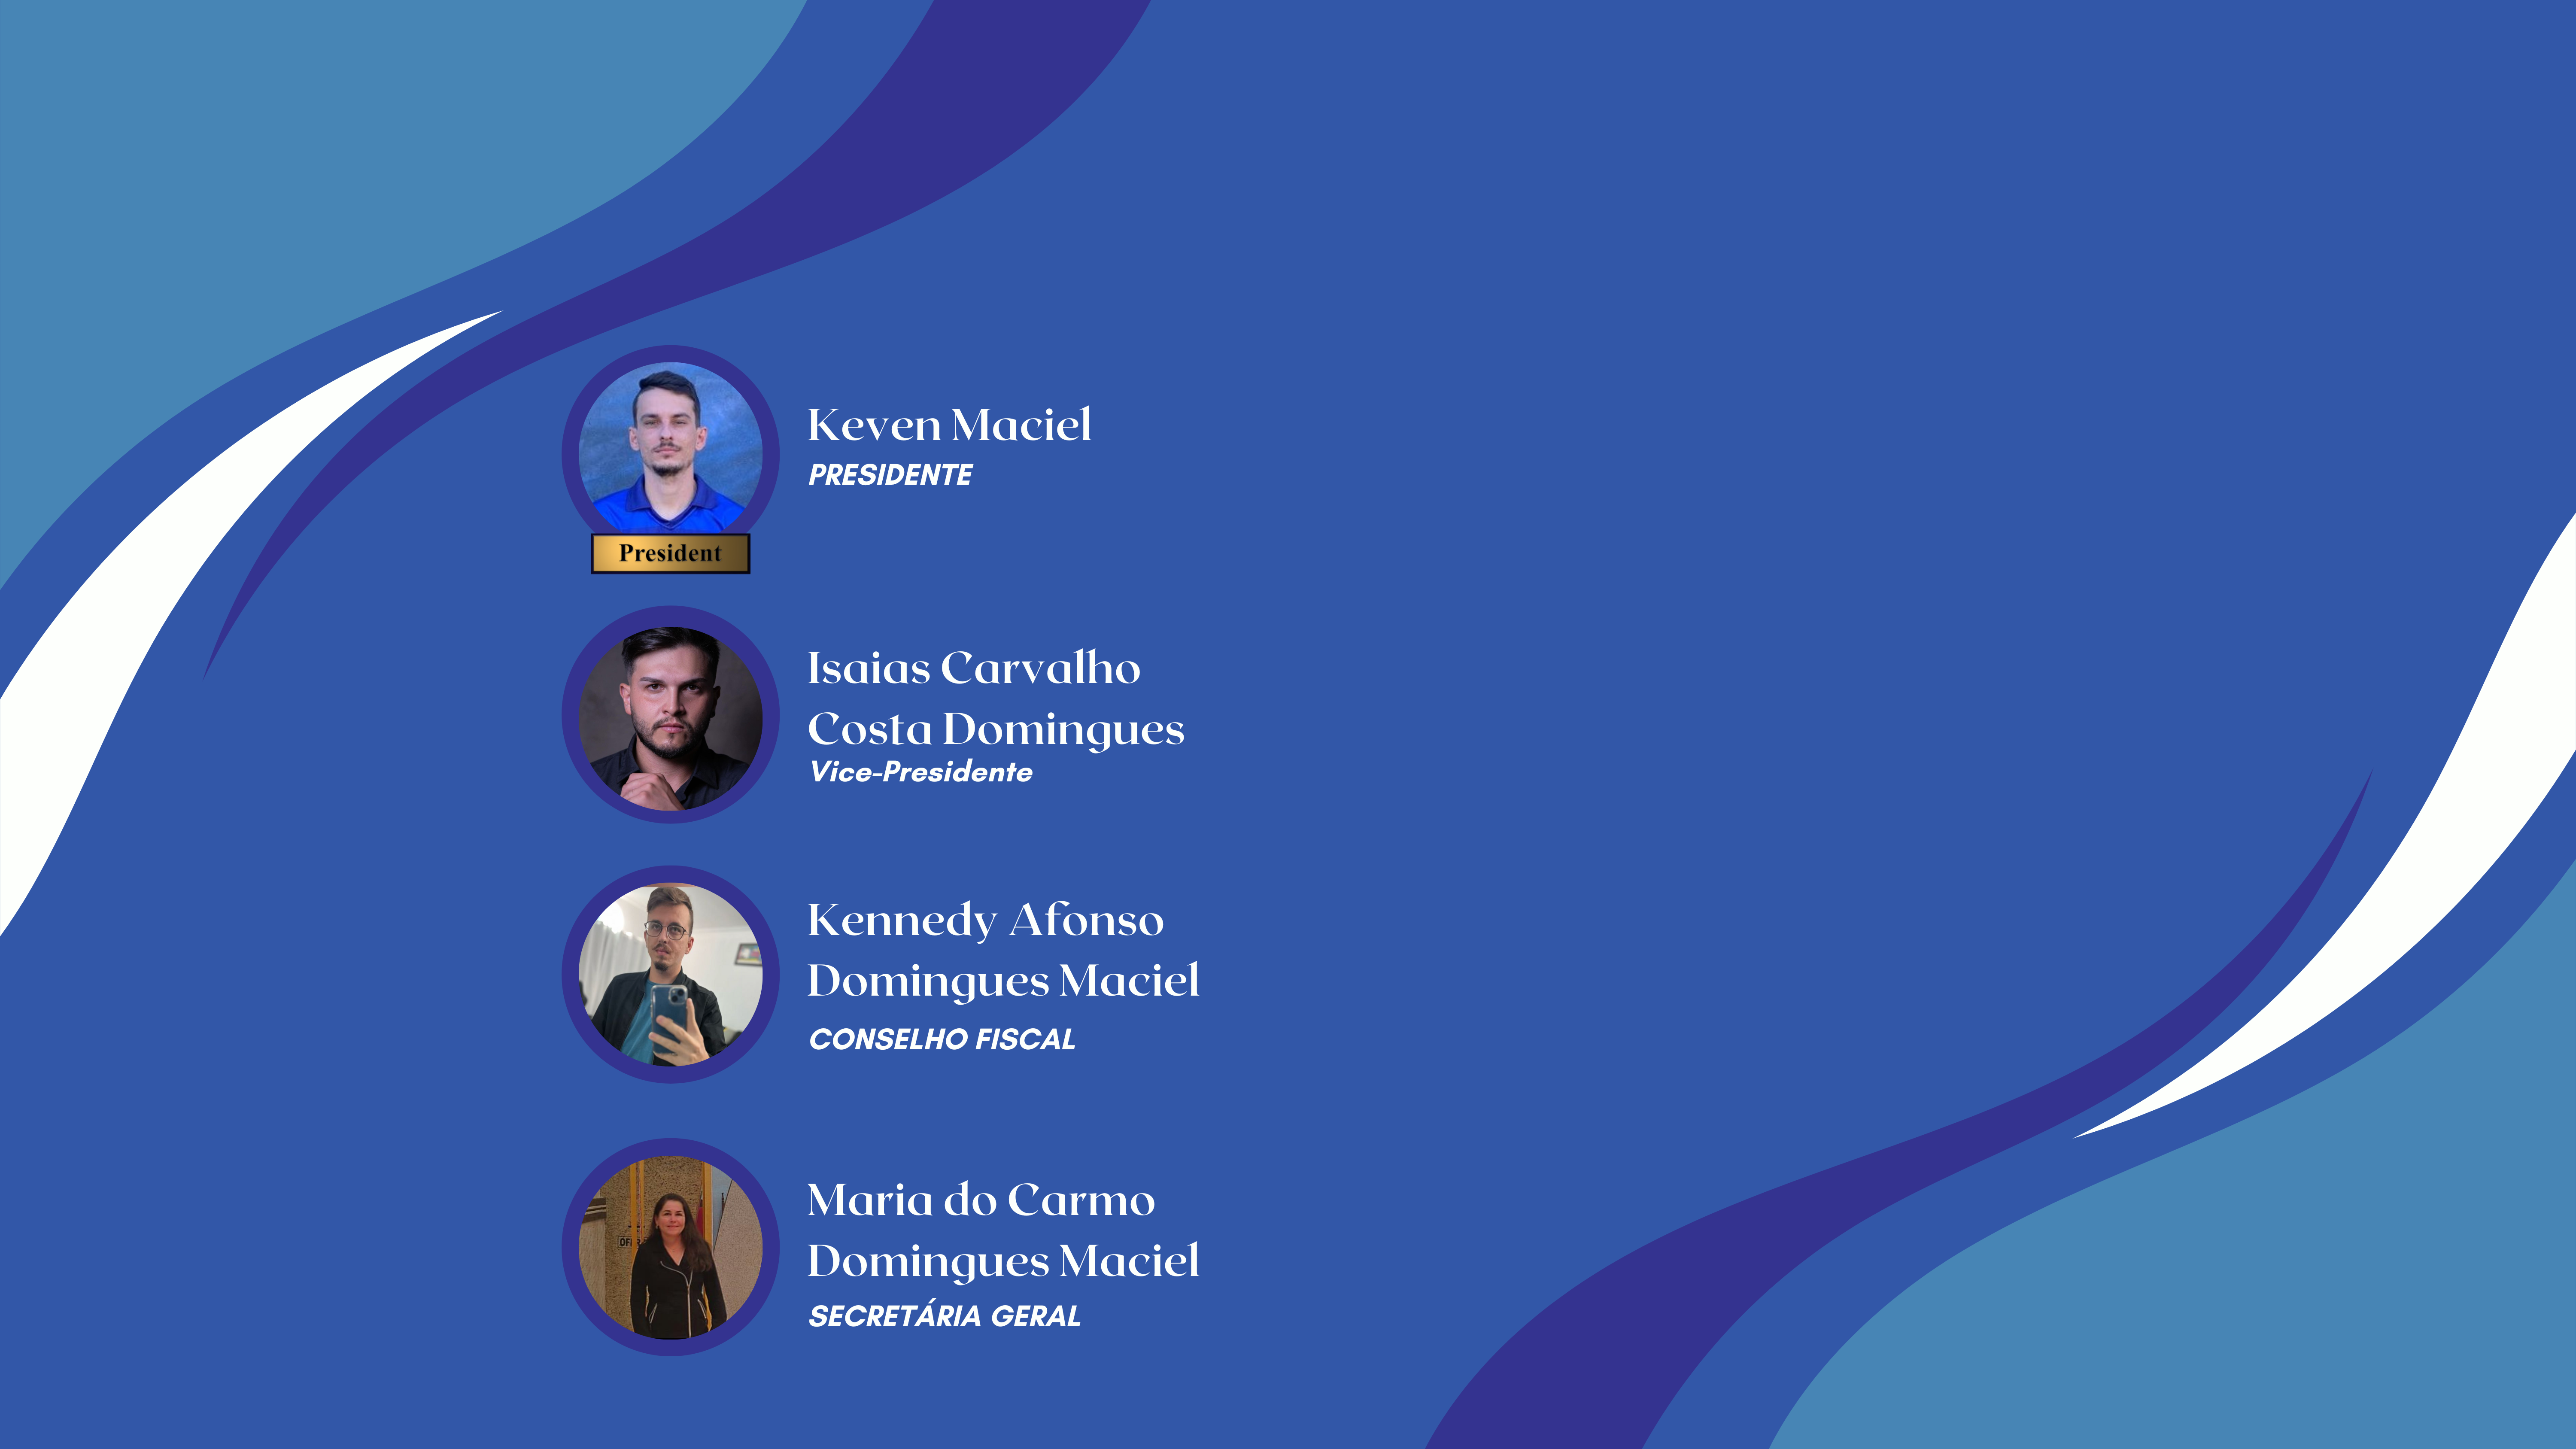 Keven Maciel
PRESIDENTE
President
Isaias Carvalho
Costa Domingues
Vice-Presidente
Kennedy Afonso
Domingues Maciel
CONSELHO FISCAL
Maria do Carmo
Domingues Maciel
SECRETÁRIA GERAL